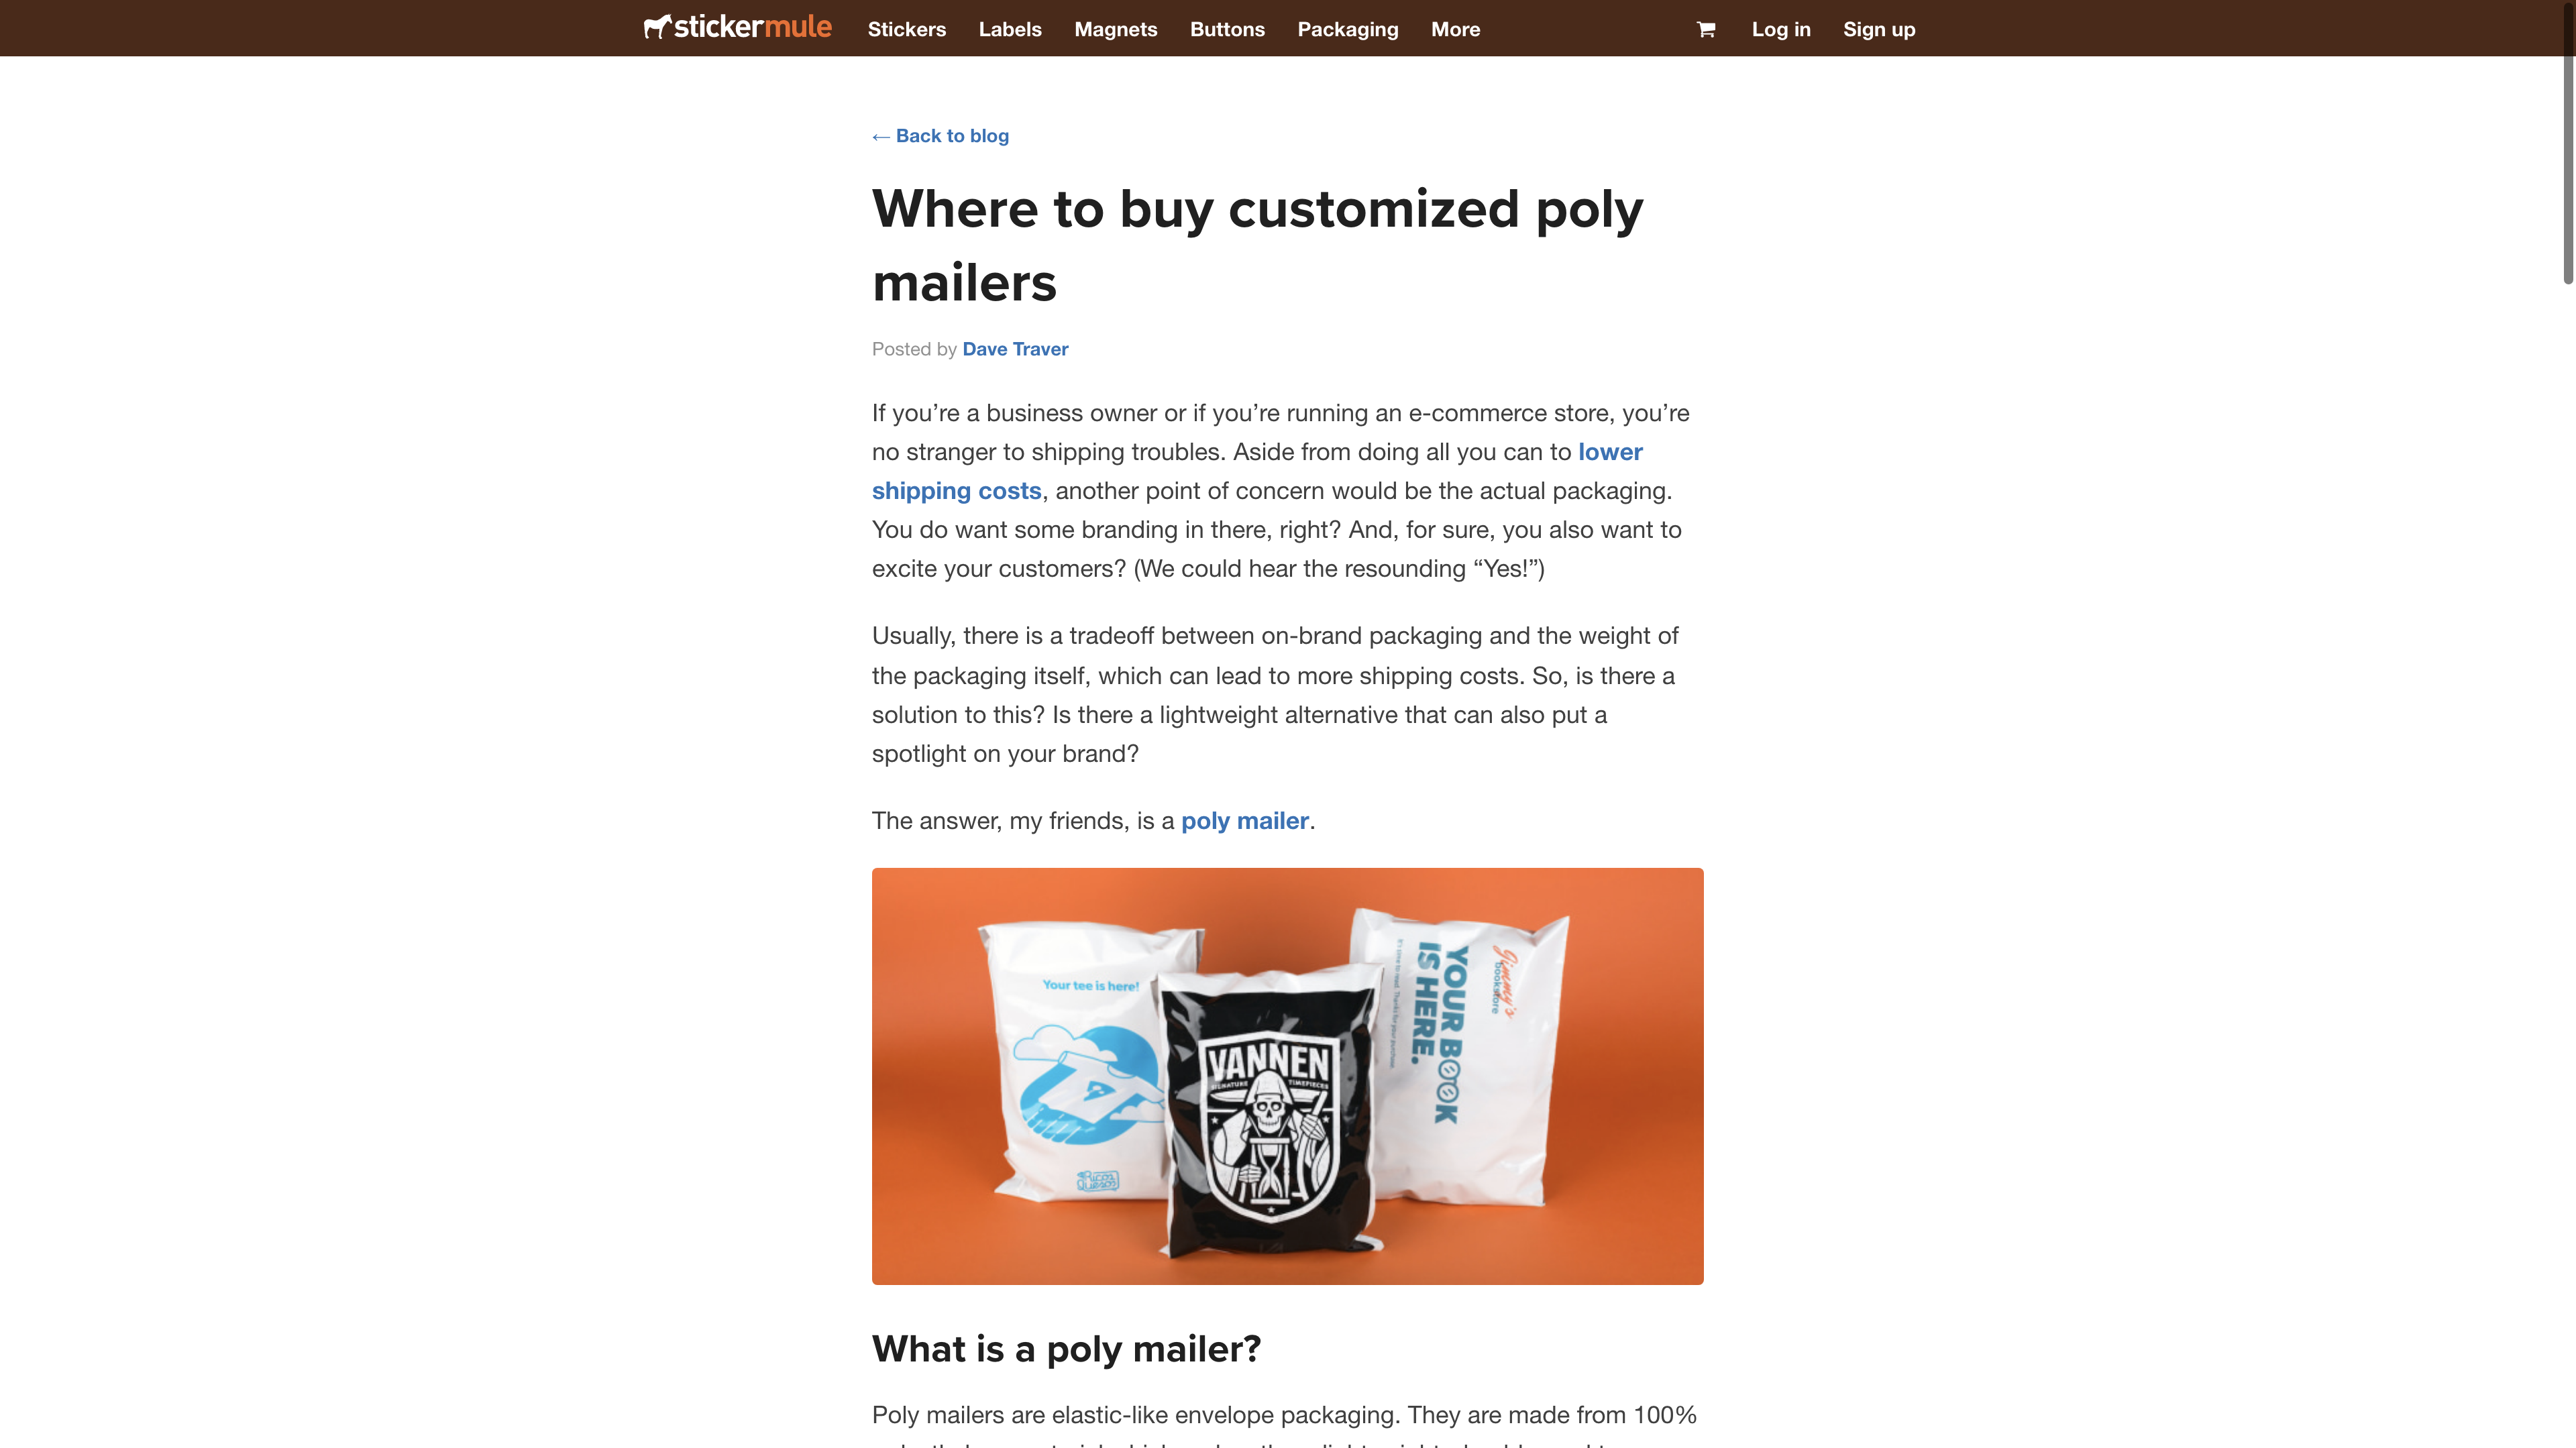 stickermule Stickers Labels Magnets Buttons Packaging More Log in Sign up
← Back to blog
Where to buy customized poly
mailers
Posted by Dave Traver
If you’re a business owner or if you’re running an e-commerce store, you’re
no stranger to shipping troubles. Aside from doing all you can to lower
shipping costs, another point of concern would be the actual packaging.
You do want some branding in there, right? And, for sure, you also want to
excite your customers? (We could hear the resounding “Yes!”)
Usually, there is a tradeoff between on-brand packaging and the weight of
the packaging itself, which can lead to more shipping costs. So, is there a
solution to this? Is there a lightweight alternative that can also put a
spotlight on your brand?
The answer, my friends, is a poly mailer.
Your tee is here!
VANNEN
SIGNATURE TIMEPIECES
Jimmy's
bookstore
YOUR BOOK
IS HERE.
What is a poly mailer?
Poly mailers are elastic-like envelope packaging. They are made from 100%